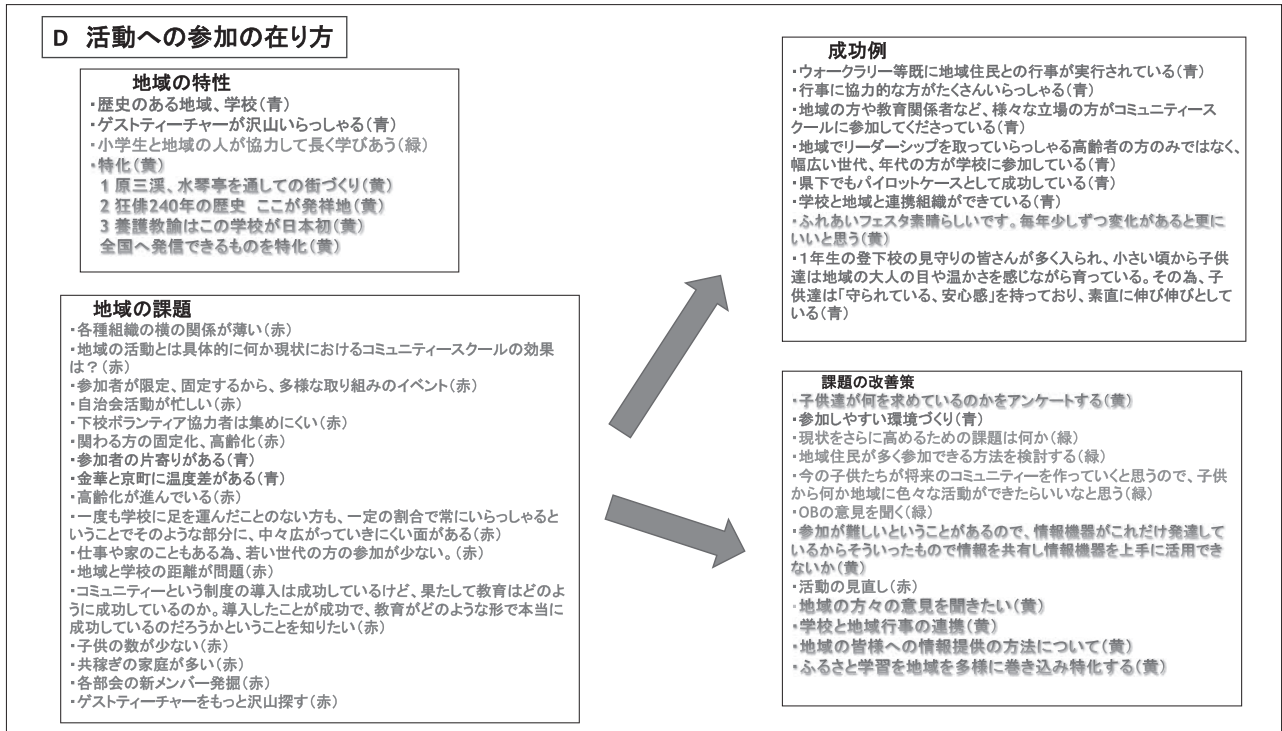 D 活動への参加の在り方
地域の特性
・歴史のある地域、学校(青)
・ゲストティーチャーが沢山いらっしゃる(青)
・小学生と地域の人が協力して長く学びあう(緑)
・特化(黄)
1 原三渓、水琴亭を通しての街づくり(黄)
2 狂俳240年の歴史 ここが発祥地(黄)
3 養護教諭はこの学校が日本初(黄)
全国へ発信できるものを特化(黄)
地域の課題
・各種組織の横の関係が薄い(赤)
・地域の活動とは具体的に何か現状におけるコミュニティースクールの効果
は？(赤)
・参加者が限定、固定するから、多様な取り組みのイベント(赤)
・自治会活動が忙しい(赤)
・下校ボランティア協力者は集めにくい(赤)
・関わる方の固定化、高齢化(赤)
・参加者の片寄りがある(青)
・金華と京町に温度差がある(青)
・高齢化が進んでいる(赤)
・一度も学校に足を運んだことのない方も、一定の割合で常にいらっしゃると
いうことでそのような部分に、中々広がっていきにくい面がある(赤)
・仕事や家のこともある為、若い世代の方の参加が少ない。(赤)
・地域と学校の距離が問題(赤)
・コミュニティーという制度の導入は成功しているけど、果たして教育はどのよ
うに成功しているのか。導入したことが成功で、教育がどのような形で本当に
成功しているのだろうかということを知りたい(赤)
・子供の数が少ない(赤)
・共稼ぎの家庭が多い(赤)
・各部会の新メンバー発掘(赤)
・ゲストティーチャーをもっと沢山探す(赤)
成功例
・ウォークラリー等既に地域住民との行事が実行されている(青)
・行事に協力的な方がたくさんいらっしゃる(青)
・地域の方や教育関係者など、様々な立場の方がコミュニティース
クールに参加してくださっている(青)
・地域でリーダーシップを取っていらっしゃる高齢者の方のみではなく、
幅広い世代、年代の方が学校に参加している(青)
・県下でもパイロットケースとして成功している(青)
・学校と地域と連携組織ができている(青)
・ふれあいフェスタ素晴らしいです。毎年少しずつ変化があると更に
いいと思う(黄)
・1年生の登下校の見守りの皆さんが多く入られ、小さい頃から子供
達は地域の大人の目や温かさを感じながら育っている。その為、子
供達は「守られている、安心感」を持っており、素直に伸び伸びとして
いる(青)
課題の改善策
・子供達が何を求めているのかをアンケートする(黄)
・参加しやすい環境づくり(青)
・現状をさらに高めるための課題は何か(緑)
・地域住民が多く参加できる方法を検討する(緑)
・今の子供たちが将来のコミュニティーを作っていくと思うので、子供
から何か地域に色々な活動ができたらいいなと思う(緑)
・OBの意見を聞く(緑)
・参加が難しいということがあるので、情報機器がこれだけ発達して
いるからそういったもので情報を共有し情報機器を上手に活用でき
ないか(黄)
・活動の見直し(赤)
・地域の方々の意見を聞きたい(黄)
・学校と地域行事の連携(黄)
・地域の皆様への情報提供の方法について(黄)
・ふるさと学習を地域を多様に巻き込み特化する(黄)